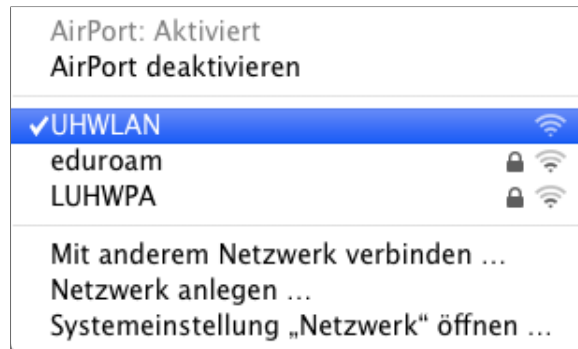 AirPort: Aktiviert
AirPort deaktivieren
✓UHWLAN
eduroam
LUHWPA
Mit anderem Netzwerk verbinden ...
Netzwerk anlegen ...
Systemeinstellung „Netzwerk“ öffnen ...